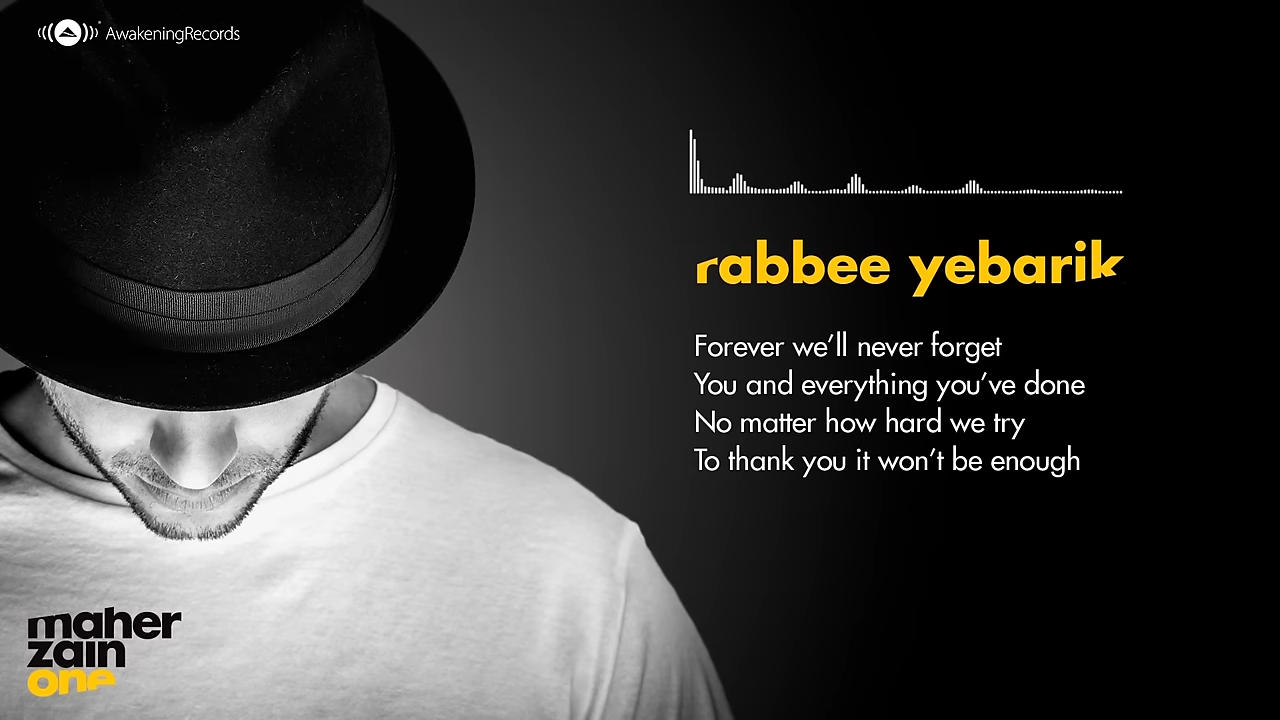 AwakeningRecords
rabbee yebarik
Forever we'll never forget
You and everything you've done
No matter how hard we try
To thank you it won't be enough
maher
zain
one